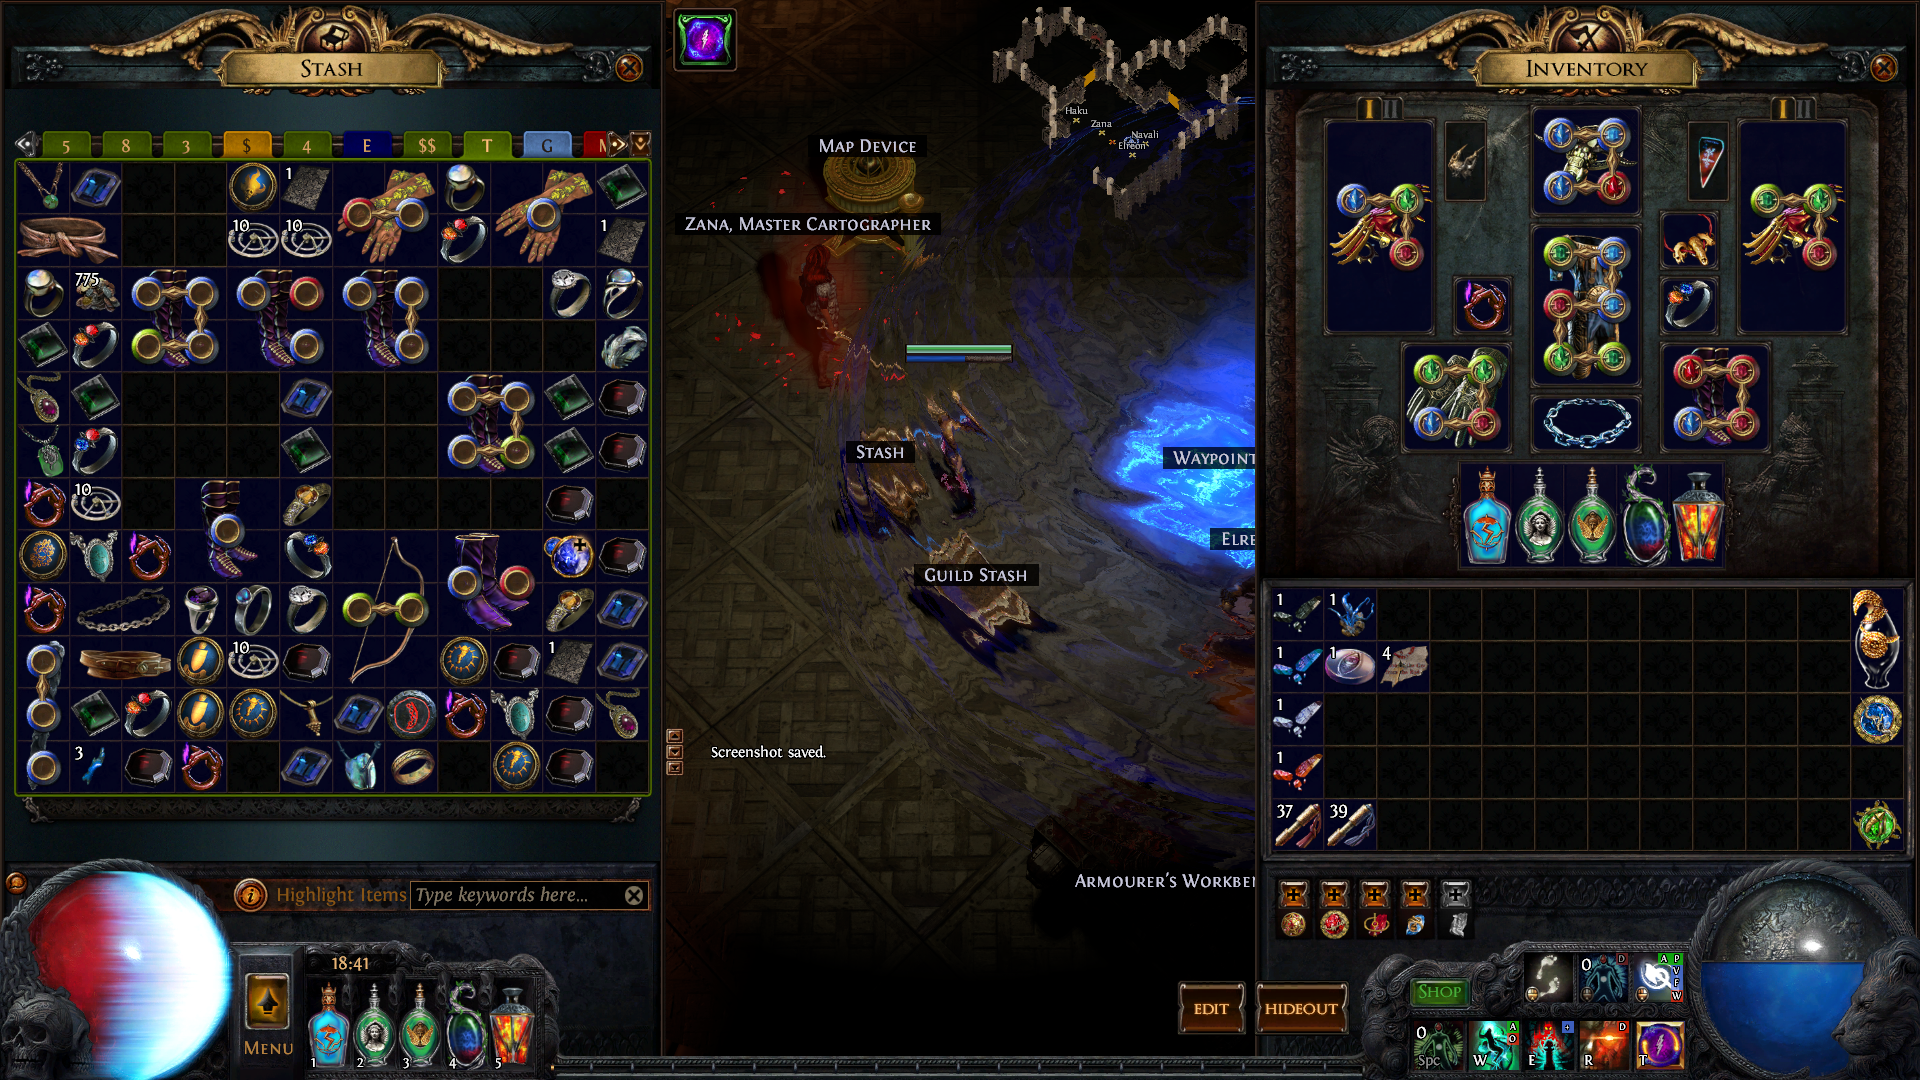 STASH
INVENTORY
5 8 3 $ 4 E $$ T G
I II
I II
Haku
Zana
Navali
Elreon
MAP DEVICE
ZANA, MASTER CARTOGRAPHER
1
10 10
1
775
STASH
WAYPOINT
10
ELRE
GUILD STASH
10
1
3
1 1
1 1 4
1
1
37 39
Screenshot saved.
ARMOURER'S WORKBE
Highlight Items
Type keywords here...
18:41
MENU
1 2 3 4 5
EDIT
HIDEOUT
SHOP
0 D
A P V E W
0 Spc
W A O
E +
R D
T